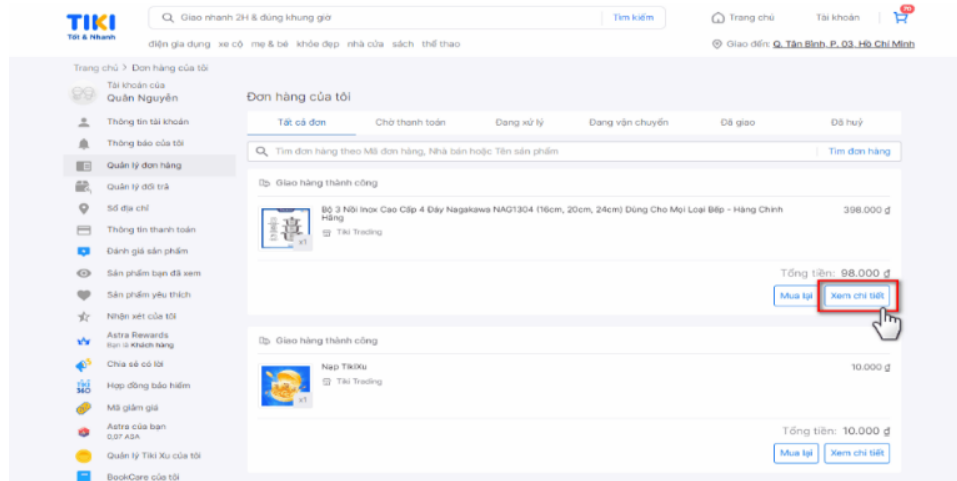 TIKI
Tốt & Nhanh
Giao nhanh 2H & đúng khung giờ
Tìm kiếm
Trang chủ
Tài khoản
điện gia dụng xe cộ mẹ & bé khỏe đẹp nhà cửa sách thể thao
Giao đến: Q. Tân Bình, P. 03, Hồ Chí Minh
Trang chủ > Đơn hàng của tôi
Tài khoản của
Quân Nguyễn
Thông tin tài khoản
Thông báo của tôi
Quản lý đơn hàng
Quản lý đổi trả
Sổ địa chỉ
Thông tin thanh toán
Đánh giá sản phẩm
Sản phẩm bạn đã xem
Sản phẩm yêu thích
Nhận xét của tôi
Astra Rewards
Bạn là Khách hàng
Chia sẻ có lời
Hợp đồng bảo hiểm
Mã giảm giá
Astra của bạn
0,07 ASA
Quản lý Tiki Xu của tôi
BookCare của tôi
Đơn hàng của tôi
Tất cả đơn
Chờ thanh toán
Đang xử lý
Đang vận chuyển
Đã giao
Đã huỷ
Tìm đơn hàng theo Mã đơn hàng, Nhà bán hoặc Tên sản phẩm
Tìm đơn hàng
Giao hàng thành công
Bộ 3 Nồi Inox Cao Cấp 4 Đáy Nagakawa NAG1304 (16cm, 20cm, 24cm) Dùng Cho Mọi Loại Bếp - Hàng Chính
Hãng
398.000 ₫
Tiki Trading
x1
Tổng tiền: 98.000 ₫
Mua lại
Xem chi tiết
Giao hàng thành công
Nạp TikiXu
10.000 ₫
Tiki Trading
x1
Tổng tiền: 10.000 ₫
Mua lại
Xem chi tiết